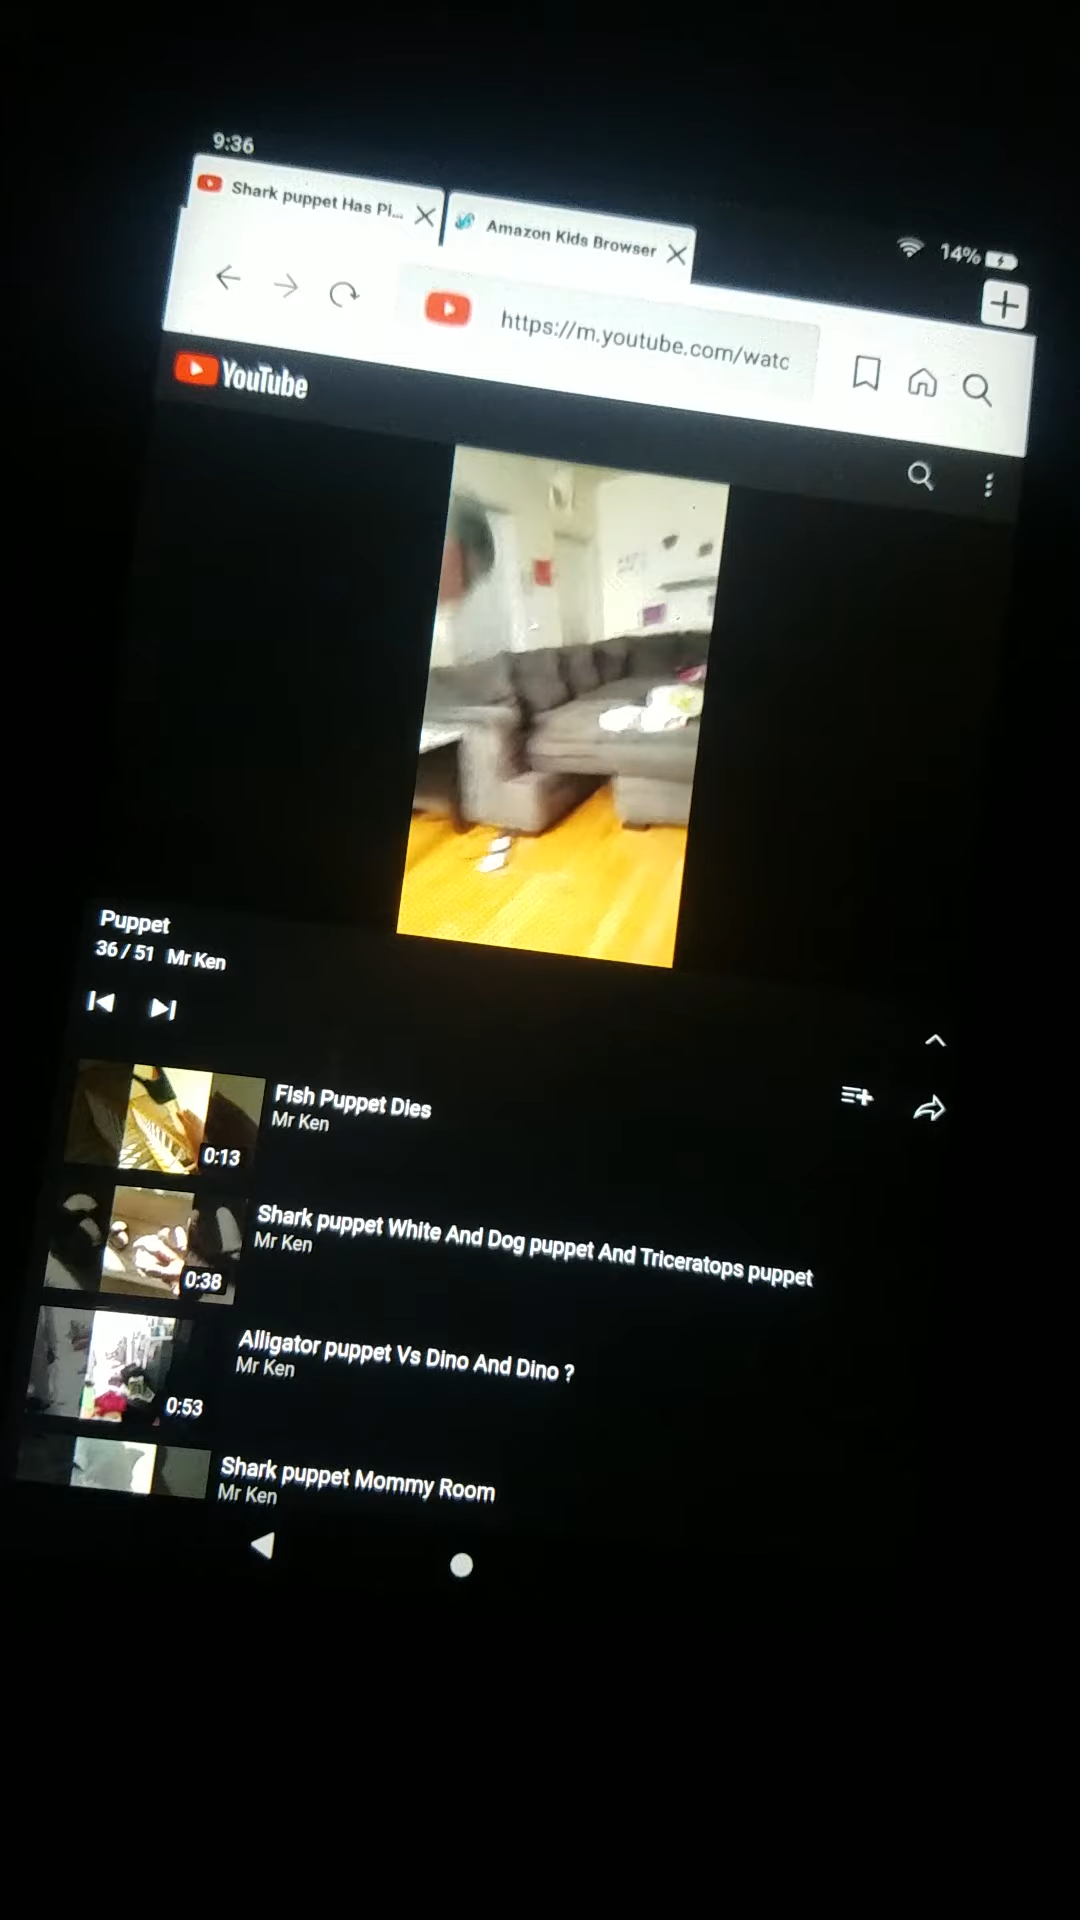 9:36
Shark puppet Has Pi...
Amazon Kids Browser
14%
https://m.youtube.com/watc
YouTube
Puppet
36 / 51 Mr Ken
Fish Puppet Dies
Mr Ken
0:13
Shark puppet White And Dog puppet And Triceratops puppet
Mr Ken
0:38
Alligator puppet Vs Dino And Dino ?
Mr Ken
0:53
Shark puppet Mommy Room
Mr Ken